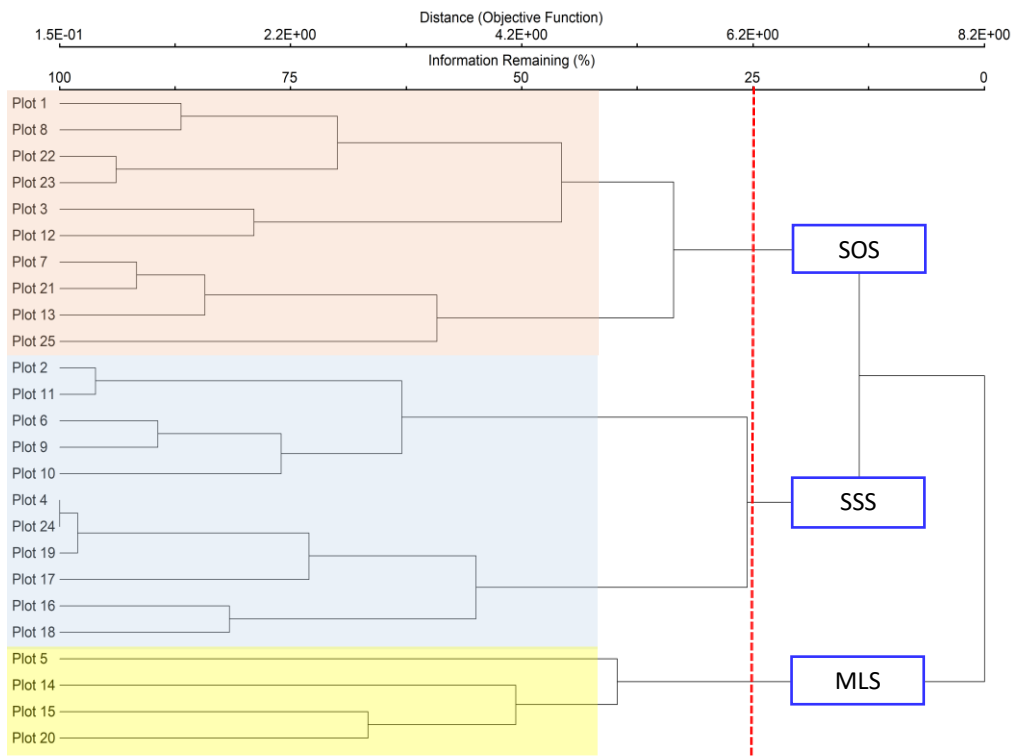 Distance (Objective Function)
1.5E-01 2.2E+00 4.2E+00 6.2E+00 8.2E+00
Information Remaining (%)
100 75 50 25 0
Plot 1
Plot 8
Plot 22
Plot 23
Plot 3
Plot 12
Plot 7
SOS
Plot 21
Plot 13
Plot 25
Plot 2
Plot 11
Plot 6
Plot 9
Plot 10
Plot 4
SSS
Plot 24
Plot 19
Plot 17
Plot 16
Plot 18
Plot 5
Plot 14
MLS
Plot 15
Plot 20